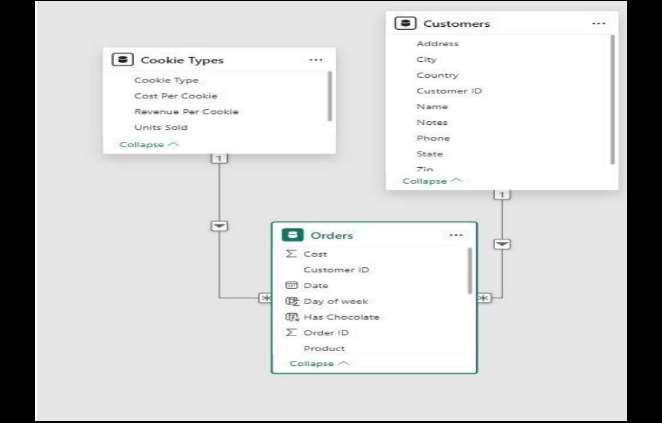 Customers
Address
City
Country
Customer ID
Name
Notes
Phone
State
Zip
Collapse
1
Cookie Types
Cookie Type
Cost Per Cookie
Revenue Per Cookie
Units Sold
Collapse
1
Orders
Σ Cost
Customer ID
Date
Day of week
Has Chocolate
Σ Order ID
Product
Collapse
*
*